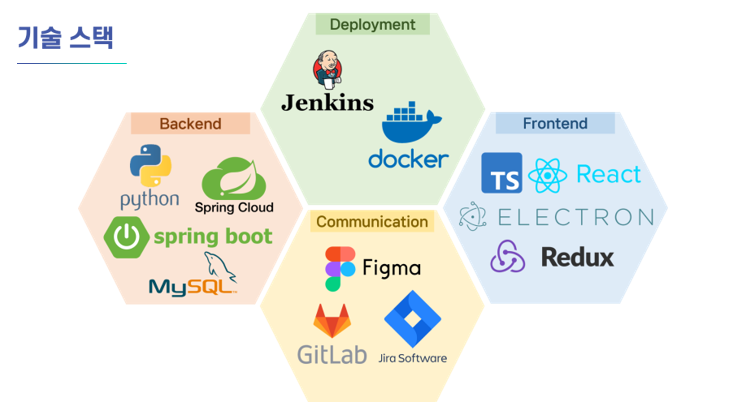 기술 스택
Deployment
Jenkins
docker
Backend
python
Spring Cloud
spring boot
MySQL
Frontend
TS
React
ELECTRON
Redux
Communication
Figma
GitLab
Jira Software